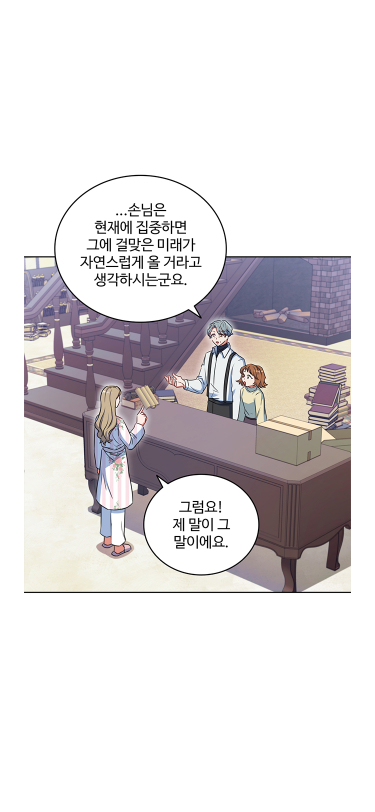 ...손님은
현재에 집중하면
그에 걸맞은 미래가
자연스럽게 올 거라고
생각하시는군요.
그럼요!
제 말이 그
말이에요.